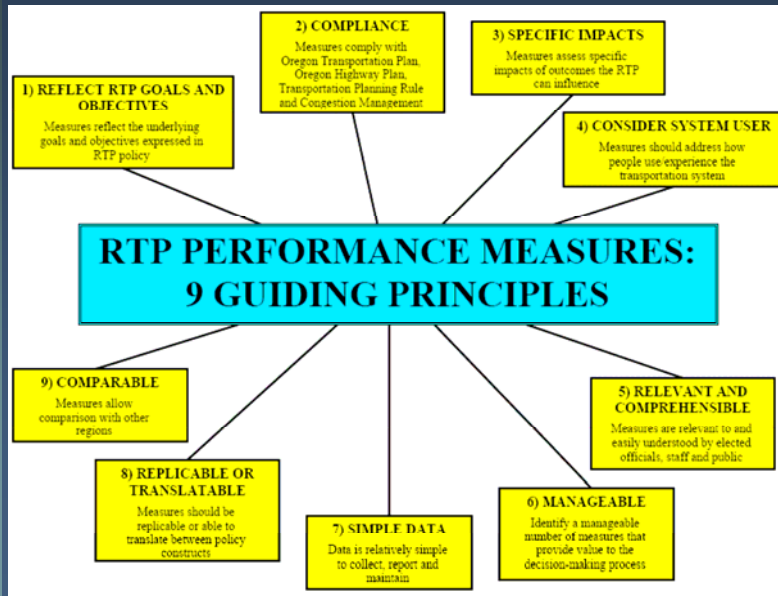 2) COMPLIANCE
Measures comply with
Oregon Transportation Plan,
Oregon Highway Plan,
Transportation Planning Rule
and Congestion Management
3) SPECIFIC IMPACTS
Measures assess specific
impacts of outcomes the RTP
can influence
1) REFLECT RTP GOALS AND
OBJECTIVES
Measures reflect the underlying
goals and objectives expressed in
RTP policy
4) CONSIDER SYSTEM USER
Measures should address how
people use/experience the
transportation system
RTP PERFORMANCE MEASURES:
9 GUIDING PRINCIPLES
9) COMPARABLE
Measures allow
comparison with other
regions
5) RELEVANT AND
COMPREHENSIBLE
Measures are relevant to and
easily understood by elected
officials, staff and public
8) REPLICABLE OR
TRANSLATABLE
Measures should be
replicable or able to
translate between policy
constructs
7) SIMPLE DATA
Data is relatively simple
to collect, report and
maintain
6) MANAGEABLE
Identify a manageable
number of measures that
provide value to the
decision-making process